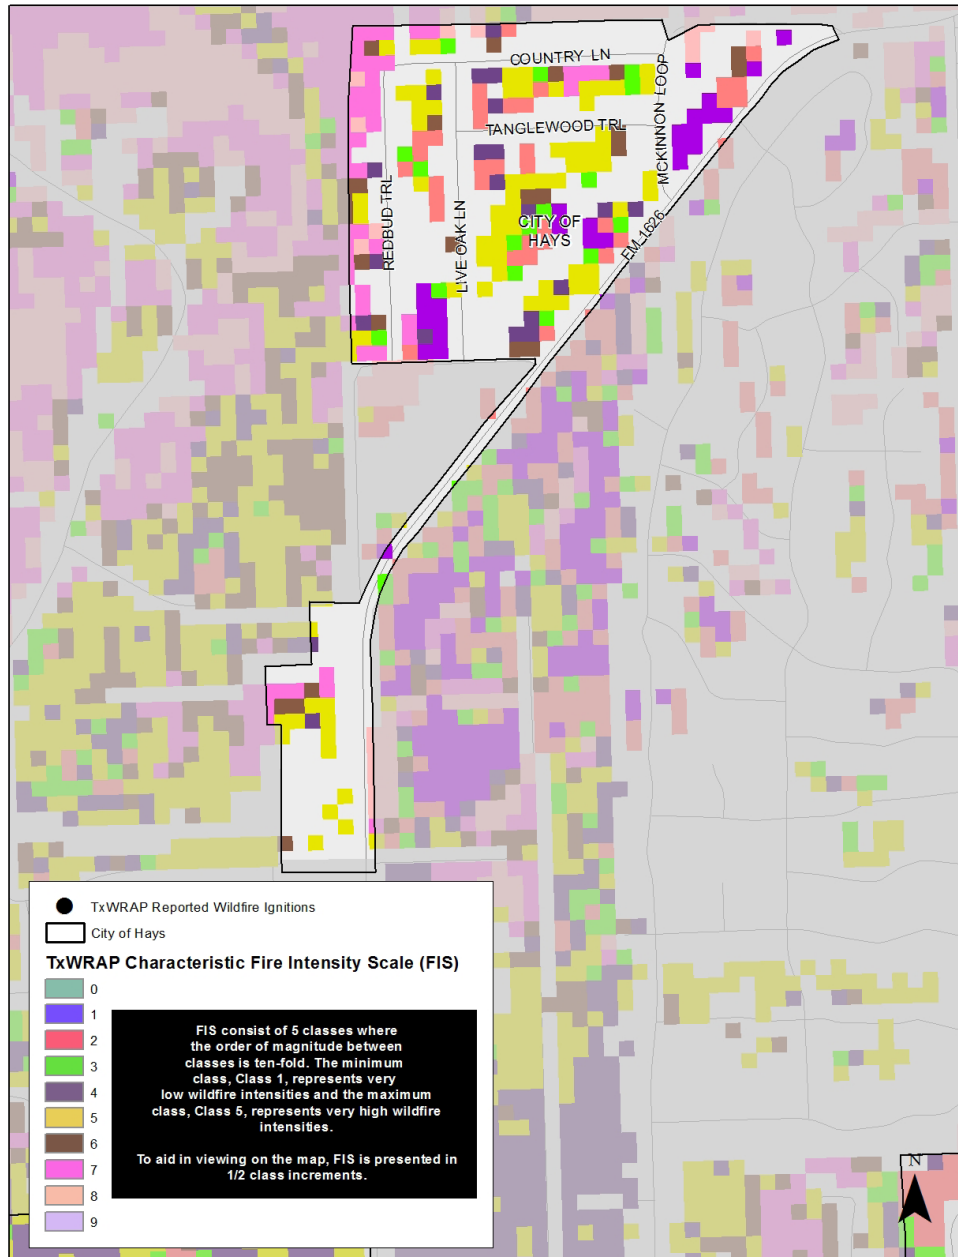 COUNTRY LN
MCKINNON LOOP
TANGLEWOOD TRL
REDBUD TRL
LIVE OAK LN
CITY OF
HAYS
FM-1626
TxWRAP Reported Wildfire Ignitions
City of Hays
TxWRAP Characteristic Fire Intensity Scale (FIS)
0
1
2
3
4
5
6
7
8
9
FIS consist of 5 classes where
the order of magnitude between
classes is ten-fold. The minimum
class, Class 1, represents very
low wildfire intensities and the maximum
class, Class 5, represents very high wildfire
intensities.
To aid in viewing on the map, FIS is presented in
1/2 class increments.
N